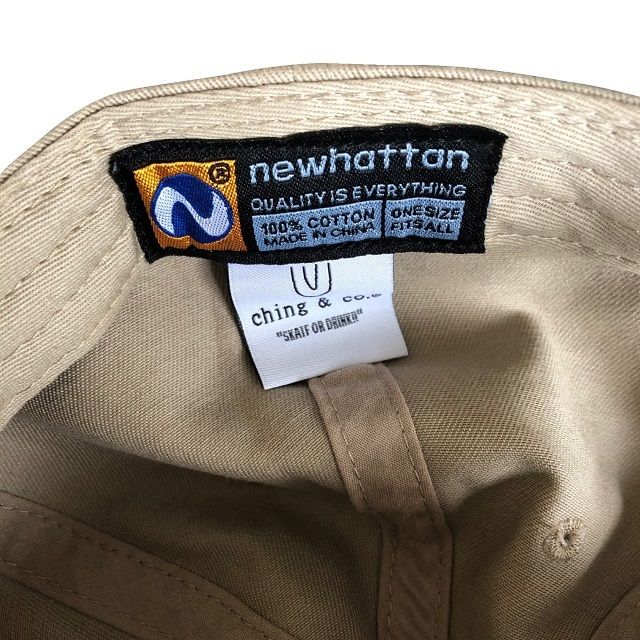 ®
newhattan
QUALITY IS EVERYTHING
100% COTTON
MADE IN CHINA
ONE SIZE
FITS ALL
ching & co.
"SKATE OR DRINK"